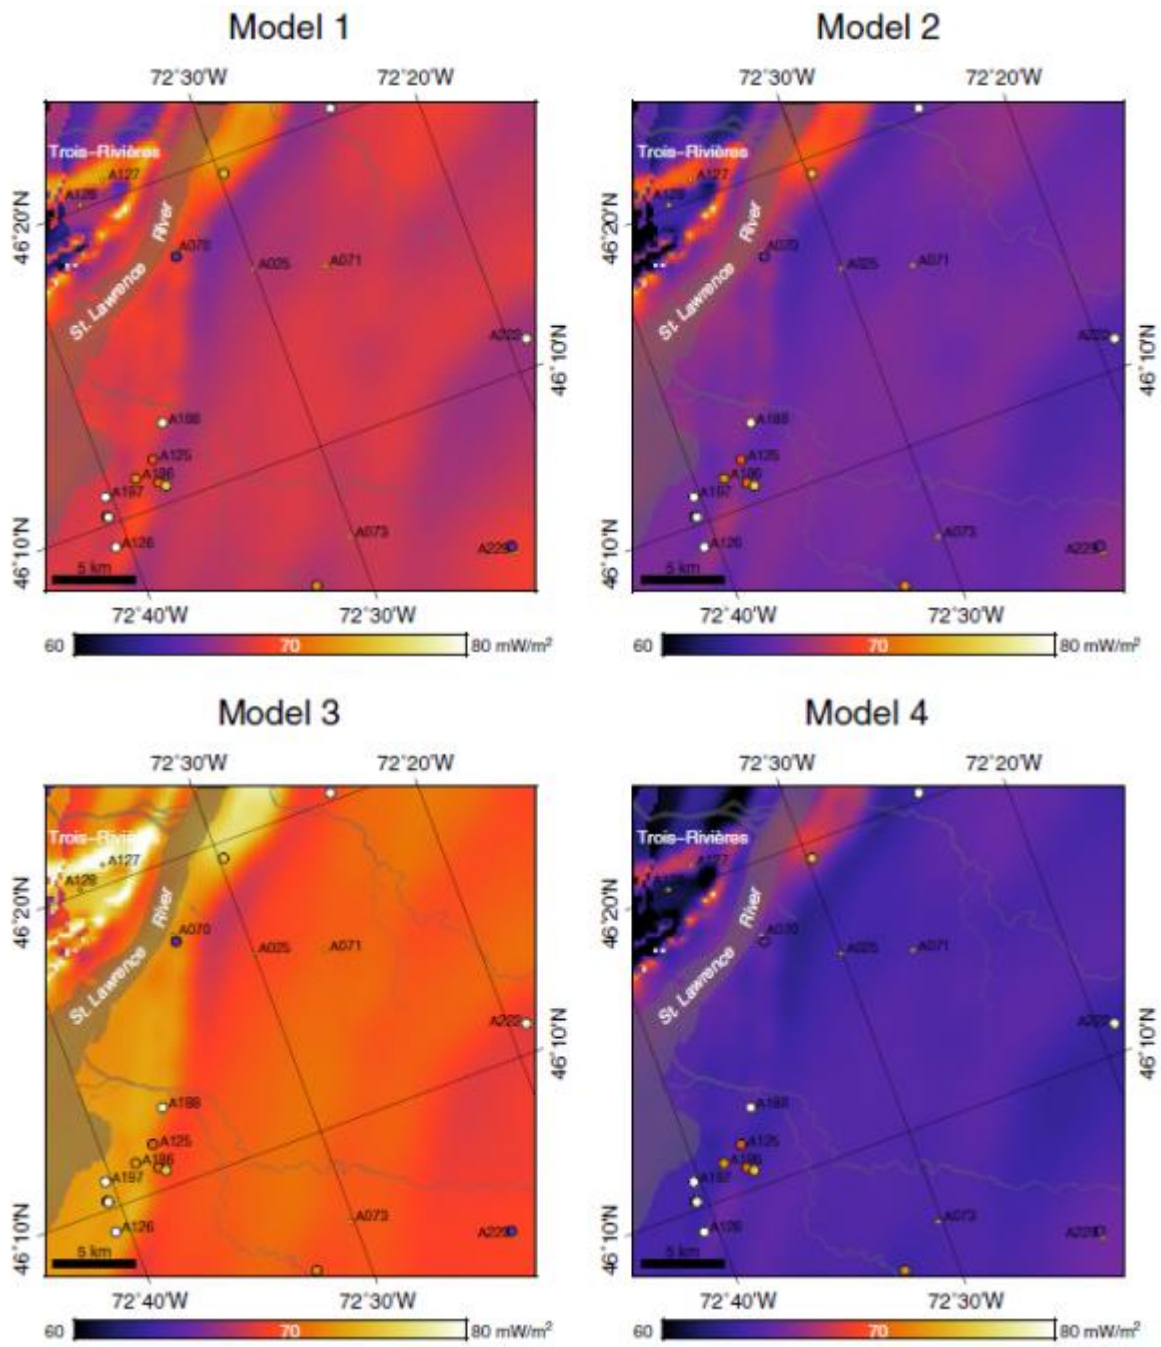 Model 1
Model 2
72°30'W 72°20'W
72°30'W 72°20'W
Trois-Rivières
A127
A128
46°20'N
St. Lawrence River
A070
A025
A071
A222
46°10'N
A188
A125
A186
A197
A126
A073
A229
46°10'N
5 km
72°40'W 72°30'W
60 70 80 mW/m²
Trois-Rivières
A127
A128
46°20'N
St. Lawrence River
A070
A025
A071
A222
46°10'N
A188
A125
A186
A197
A126
A073
A229
46°10'N
5 km
72°40'W 72°30'W
60 70 80 mW/m²
Model 3
Model 4
72°30'W 72°20'W
72°30'W 72°20'W
Trois-Rivières
A127
A128
46°20'N
St. Lawrence River
A070
A025
A071
A222
46°10'N
A188
A125
A186
A197
A126
A073
A229
46°10'N
5 km
72°40'W 72°30'W
60 70 80 mW/m²
Trois-Rivières
A127
46°20'N
St. Lawrence River
A070
A025
A071
A222
46°10'N
A188
A125
A186
A197
A126
A073
A229
46°10'N
5 km
72°40'W 72°30'W
60 70 80 mW/m²